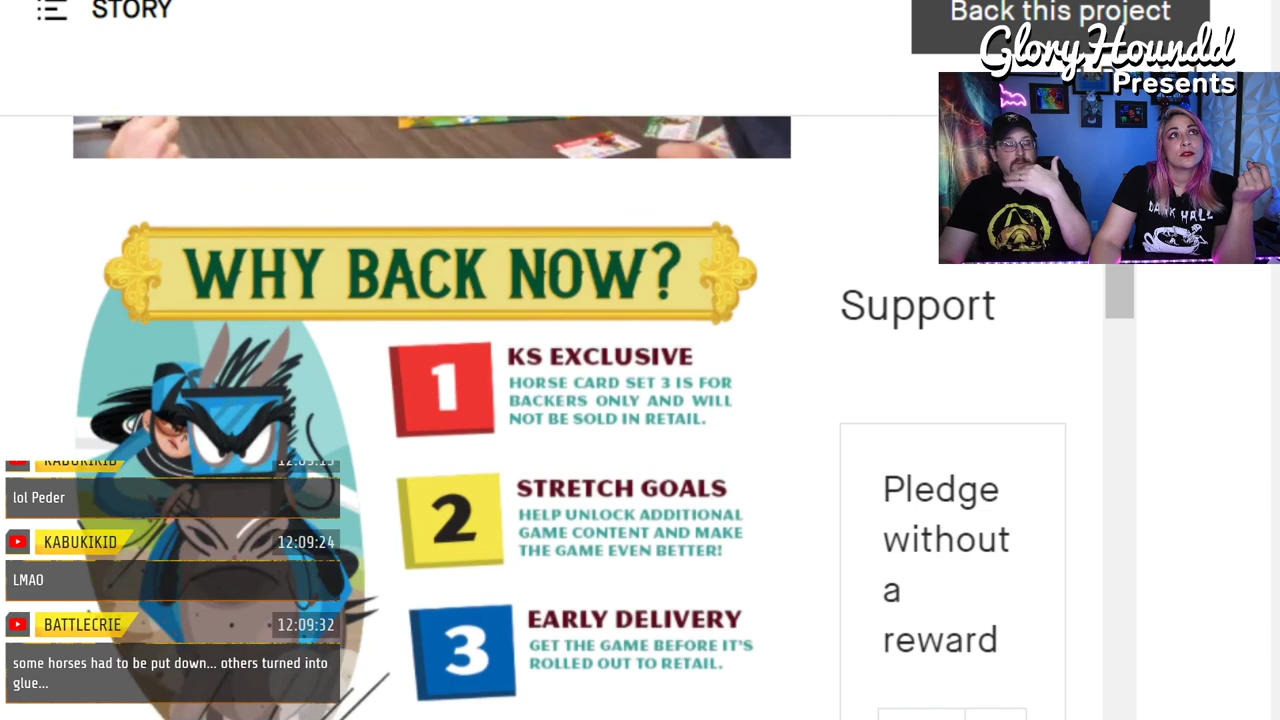 STORY
Back this project
GloryHoundd
Presents
WHY BACK NOW?
1
KS EXCLUSIVE
HORSE CARD SET 3 IS FOR
BACKERS ONLY AND WILL
NOT BE SOLD IN RETAIL.
2
STRETCH GOALS
HELP UNLOCK ADDITIONAL
GAME CONTENT AND MAKE
THE GAME EVEN BETTER!
3
EARLY DELIVERY
GET THE GAME BEFORE IT'S
ROLLED OUT TO RETAIL.
Support
Pledge
without
a
reward
KABUKIKID
lol Peder
KABUKIKID 12:09:24
LMAO
BATTLECRIE 12:09:32
some horses had to be put down... others turned into
glue...
DARK HALL